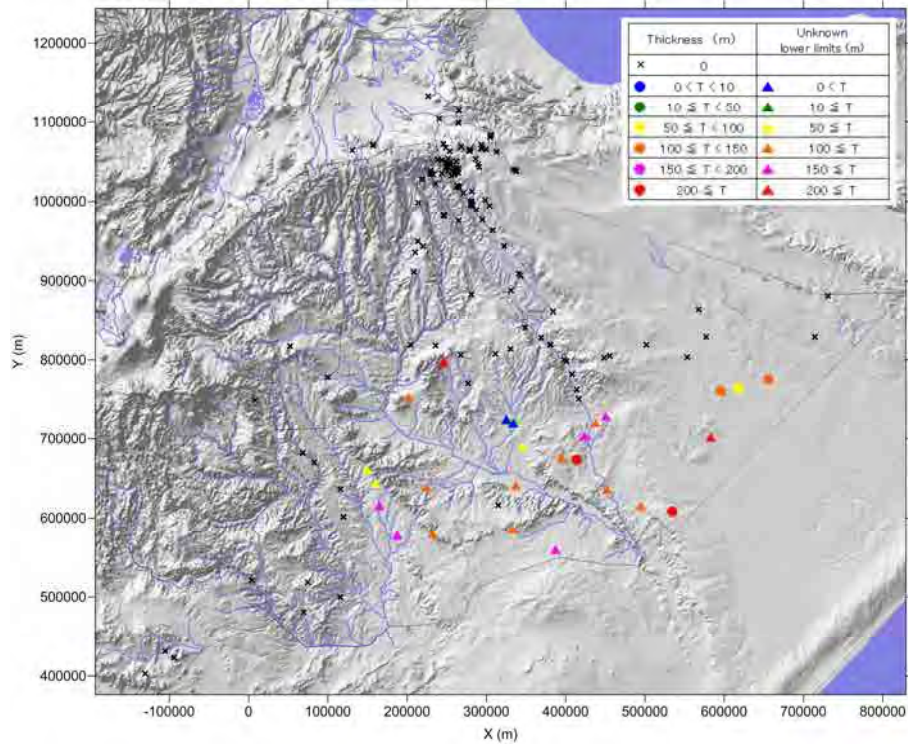 Thickness (m) Unknown lower limits (m)
× 0
0 < T < 10 0 < T
10 ≦ T < 50 10 ≦ T
50 ≦ T < 100 50 ≦ T
100 ≦ T < 150 100 ≦ T
150 ≦ T < 200 150 ≦ T
200 ≦ T 200 ≦ T
1200000
1100000
1000000
900000
800000
700000
600000
500000
400000
Y (m)
-100000 0 100000 200000 300000 400000 500000 600000 700000 800000
X (m)